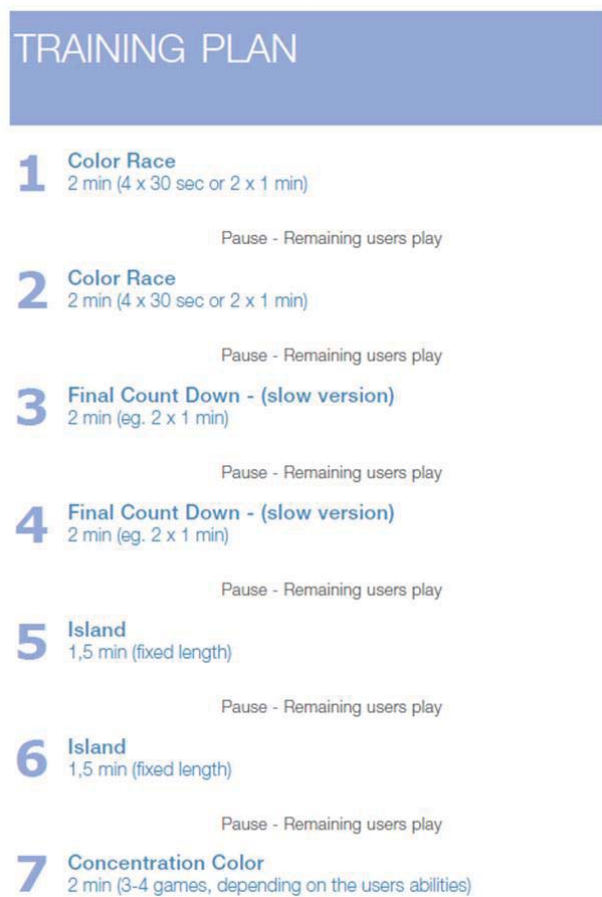 TRAINING PLAN
1 Color Race
2 min (4 x 30 sec or 2 x 1 min)
Pause - Remaining users play
2 Color Race
2 min (4 x 30 sec or 2 x 1 min)
Pause - Remaining users play
3 Final Count Down - (slow version)
2 min (eg. 2 x 1 min)
Pause - Remaining users play
4 Final Count Down - (slow version)
2 min (eg. 2 x 1 min)
Pause - Remaining users play
5 Island
1,5 min (fixed length)
Pause - Remaining users play
6 Island
1,5 min (fixed length)
Pause - Remaining users play
7 Concentration Color
2 min (3-4 games, depending on the users abilities)